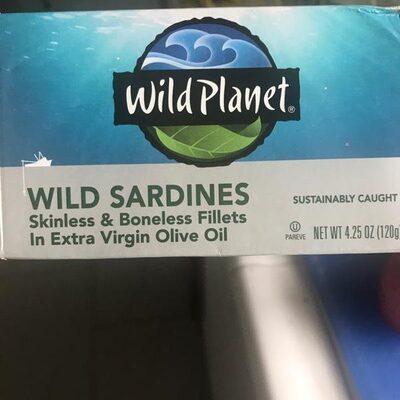 Wild Planet®
WILD SARDINES
Skinless & Boneless Fillets
In Extra Virgin Olive Oil
SUSTAINABLY CAUGHT
U
PAREVE
NET WT 4.25 OZ (120g